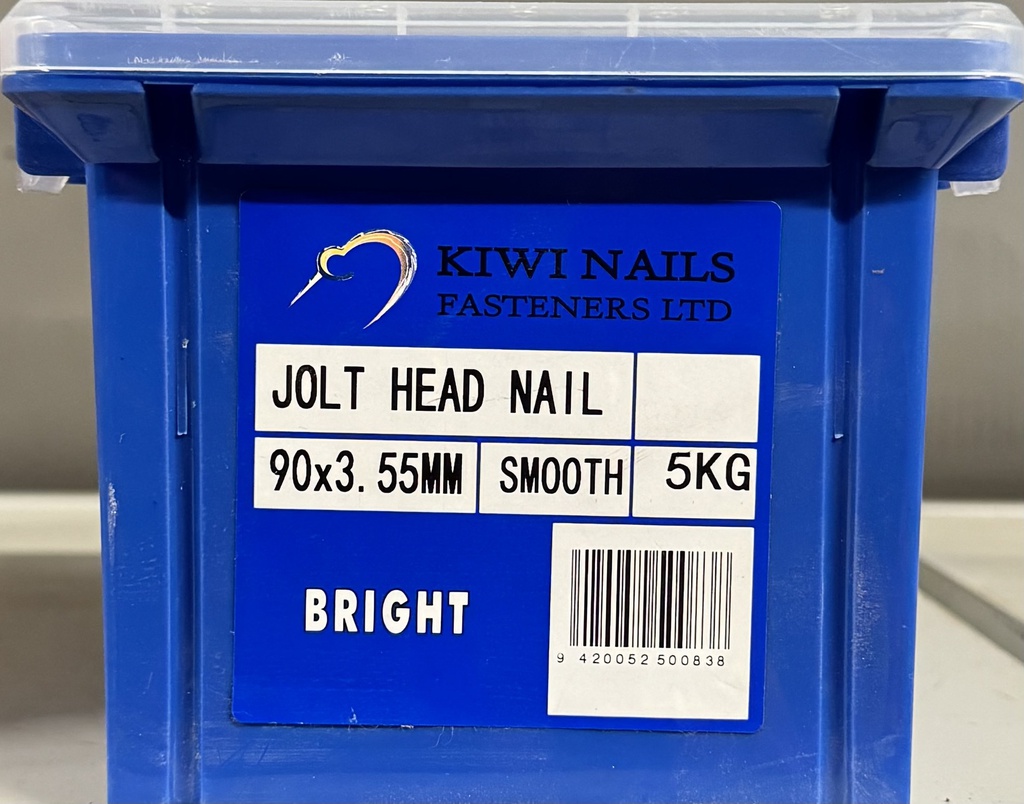 KIWI NAILS
FASTENERS LTD
JOLT HEAD NAIL
90x3.55MM SMOOTH 5KG
BRIGHT
9 420052 500838